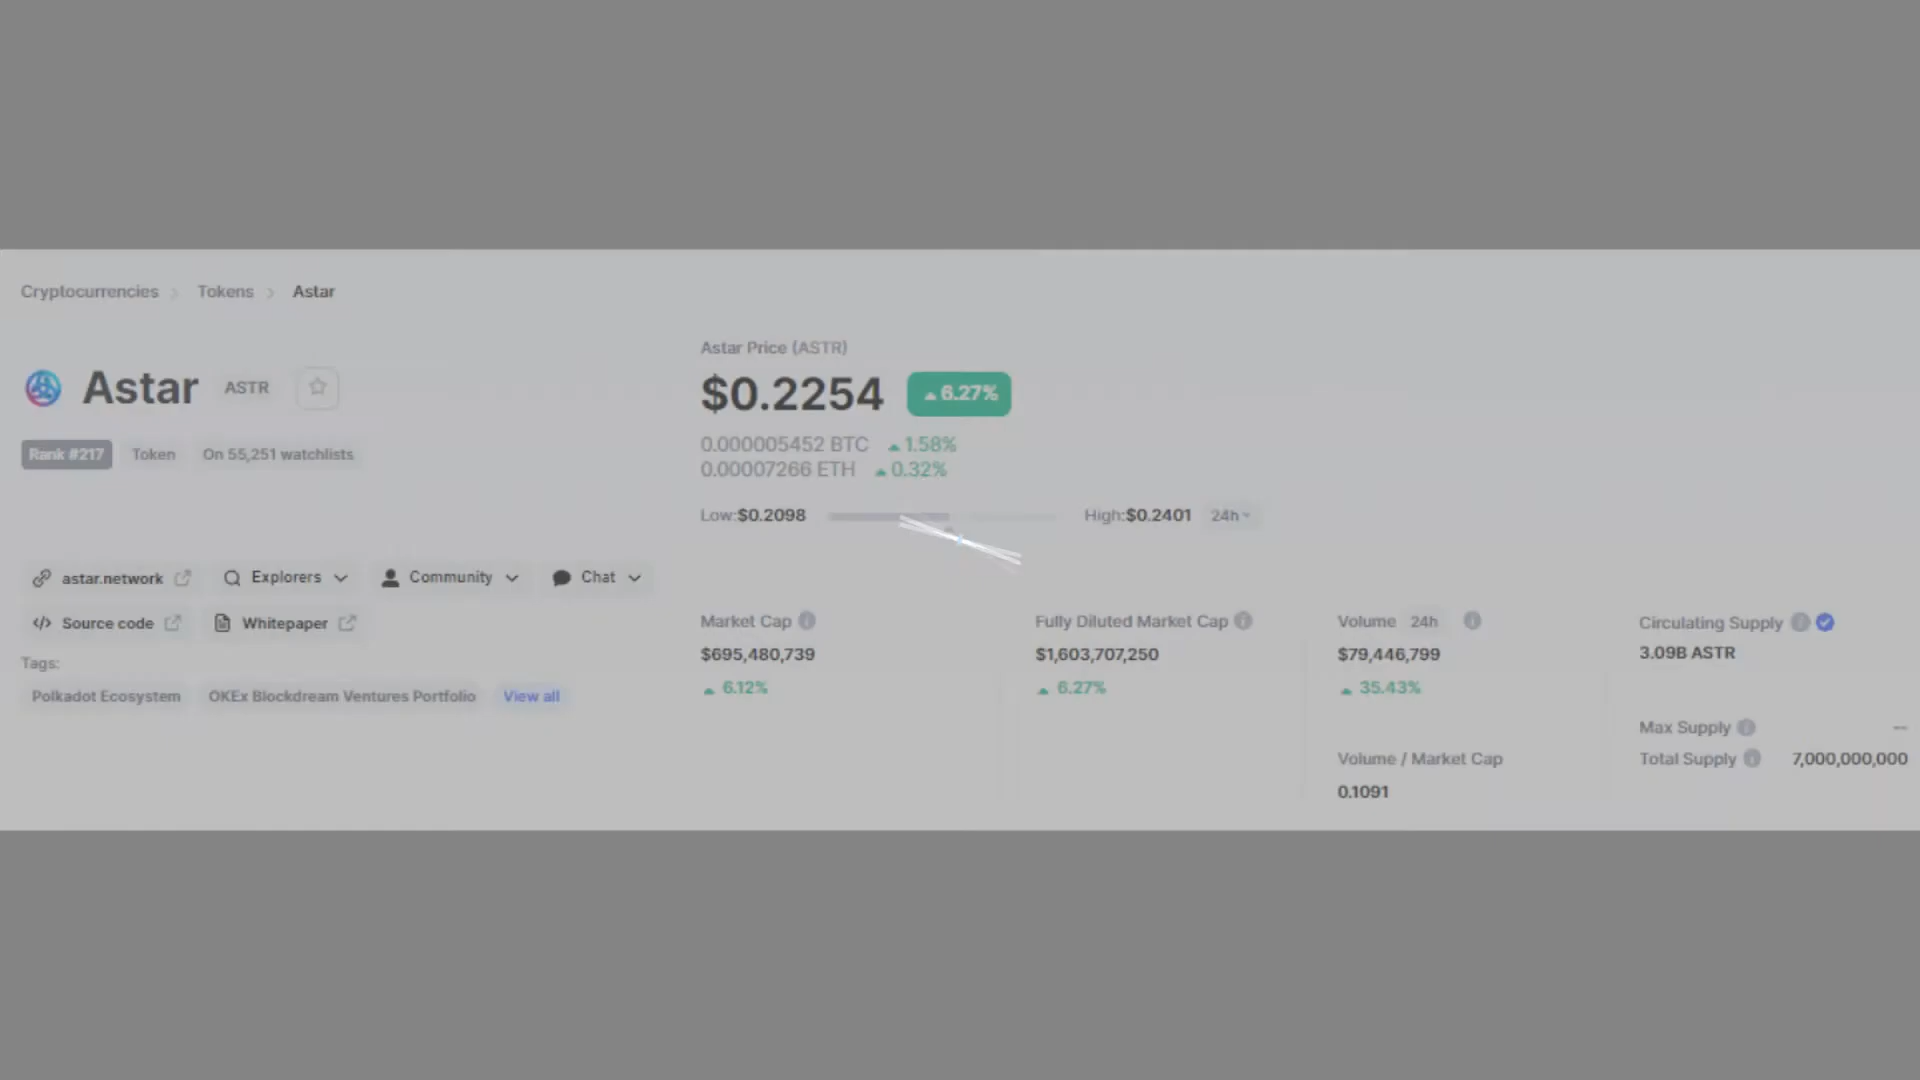 Cryptocurrencies > Tokens > Astar
Astar ASTR
Rank #217 Token On 55,251 watchlists
astar.network Explorers Community Chat
Source code Whitepaper
Tags:
Polkadot Ecosystem OKEx Blockdream Ventures Portfolio View all
Astar Price (ASTR)
$0.2254 6.27%
0.000005452 BTC 1.58%
0.00007266 ETH 0.32%
Low:$0.2098 High:$0.2401 24h
Market Cap
$695,480,739
6.12%
Fully Diluted Market Cap
$1,603,707,250
6.27%
Volume 24h
$79,446,799
35.43%
Volume / Market Cap
0.1091
Circulating Supply
3.09B ASTR
Max Supply --
Total Supply 7,000,000,000